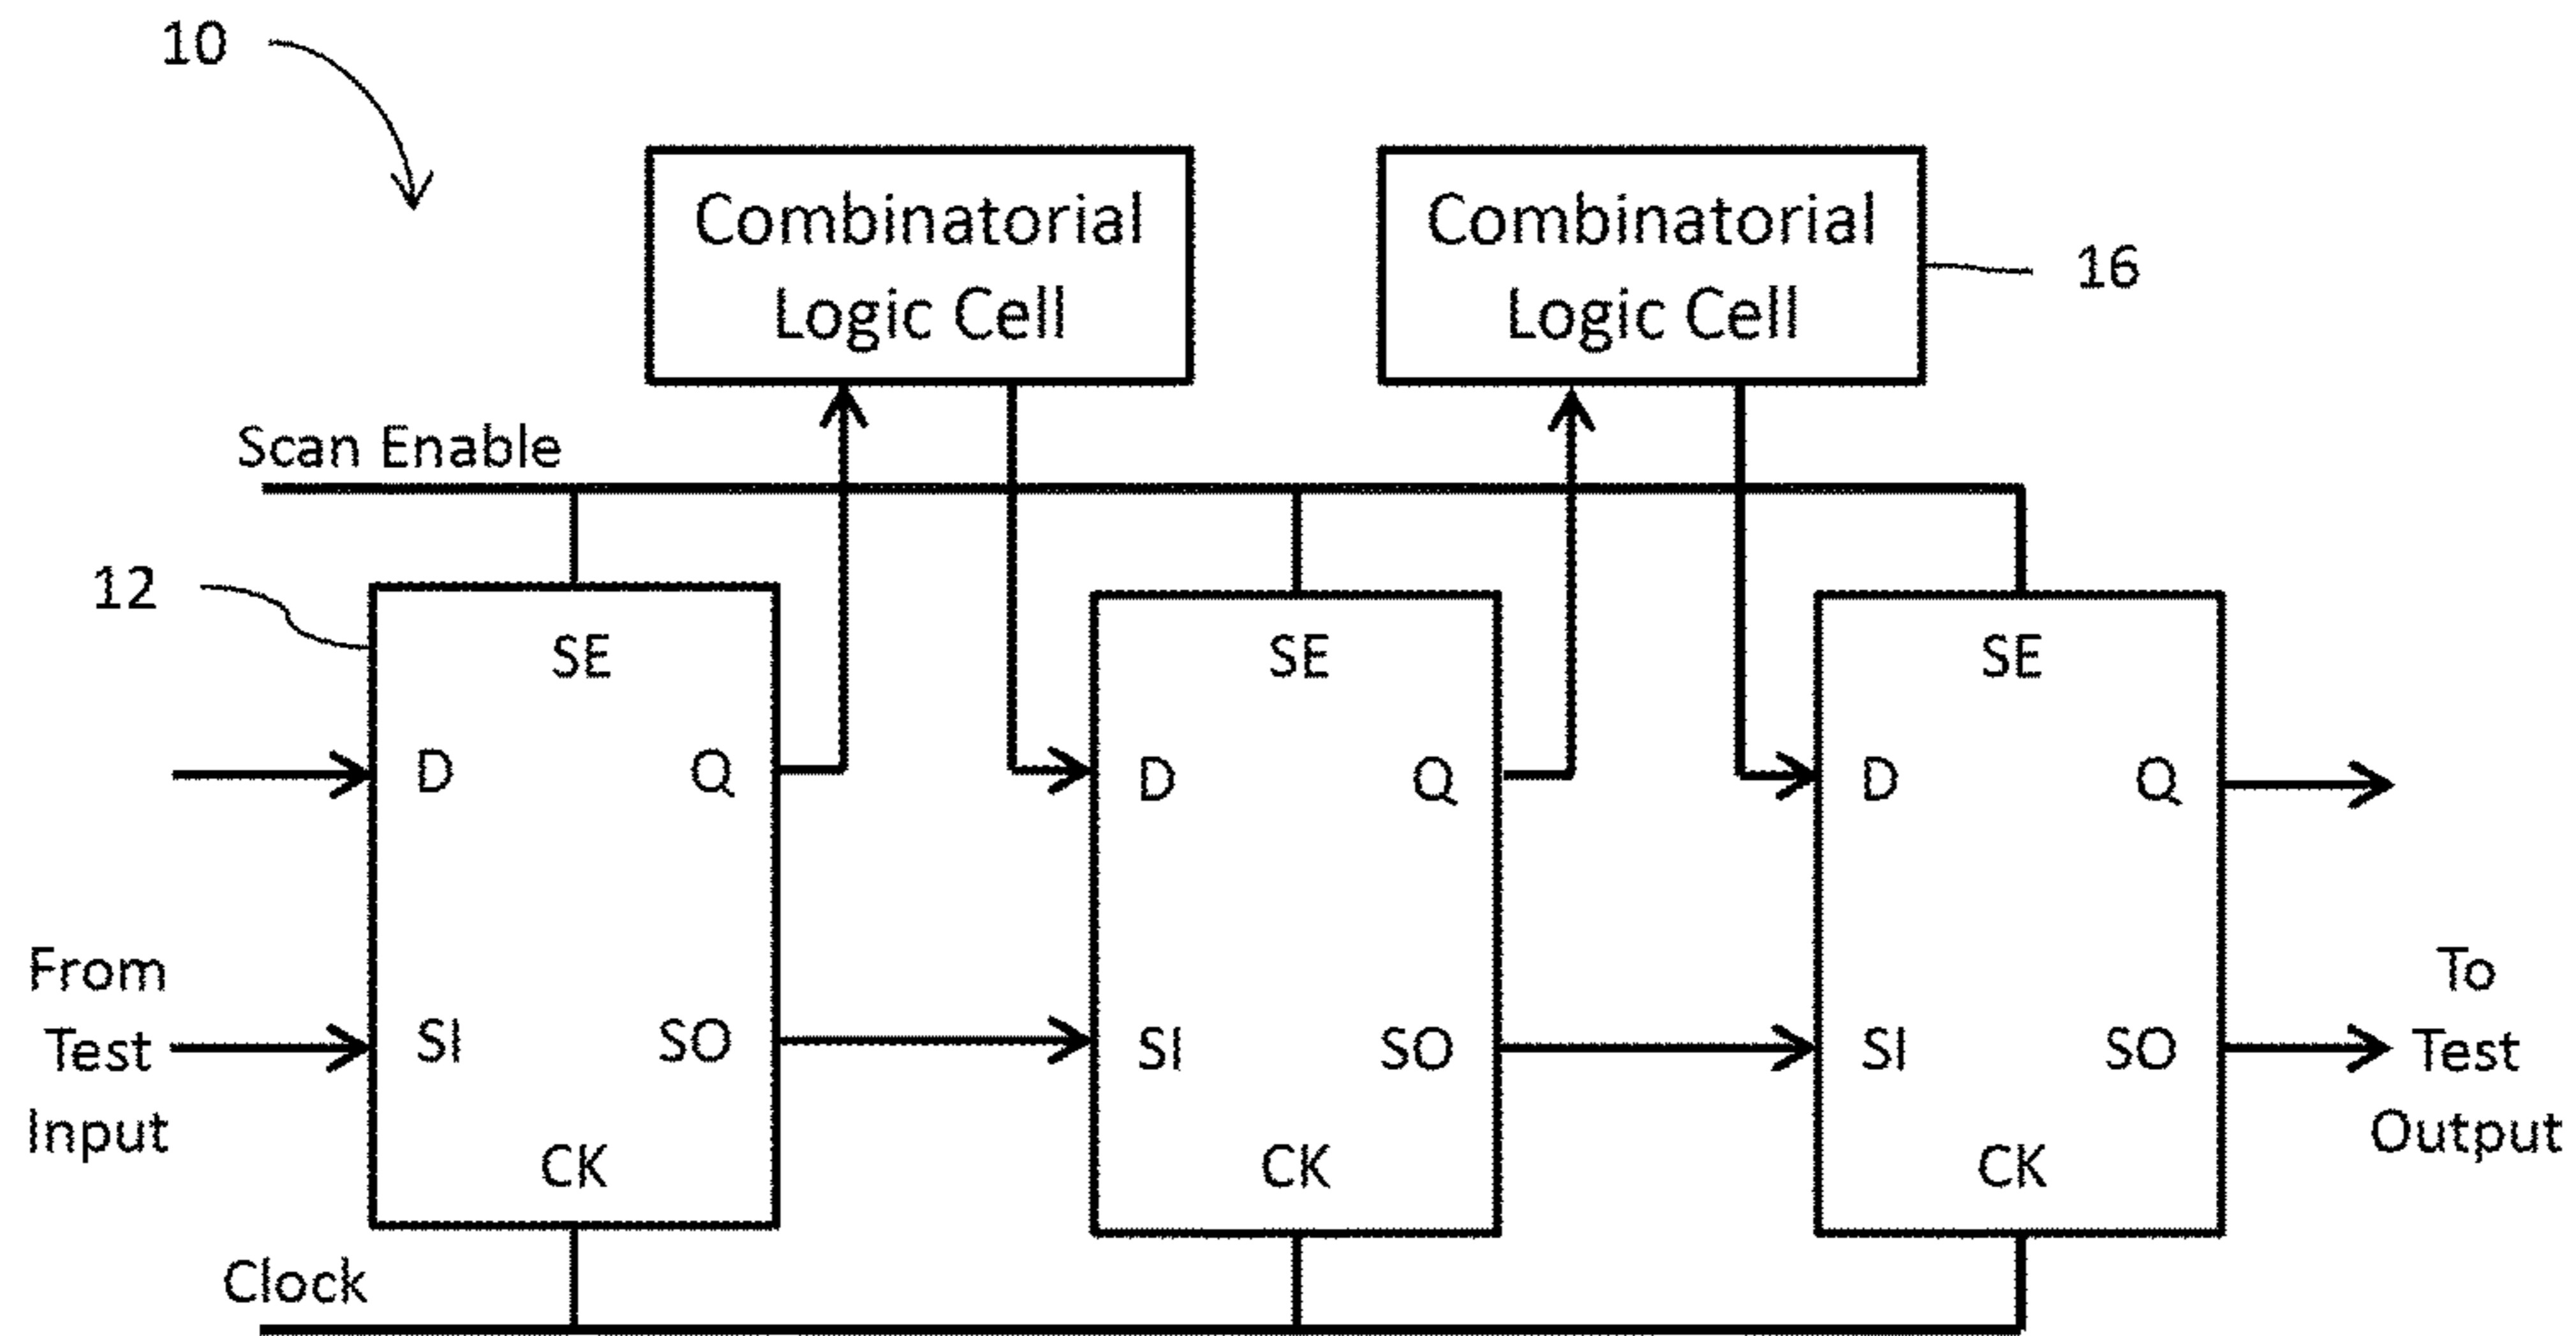 10
Combinatorial
Logic Cell
Combinatorial
Logic Cell
16
Scan Enable
12
SE
D
Q
SI
SO
CK
SE
D
Q
SI
SO
CK
SE
D
Q
SI
SO
CK
From
Test
Input
To
Test
Output
Clock